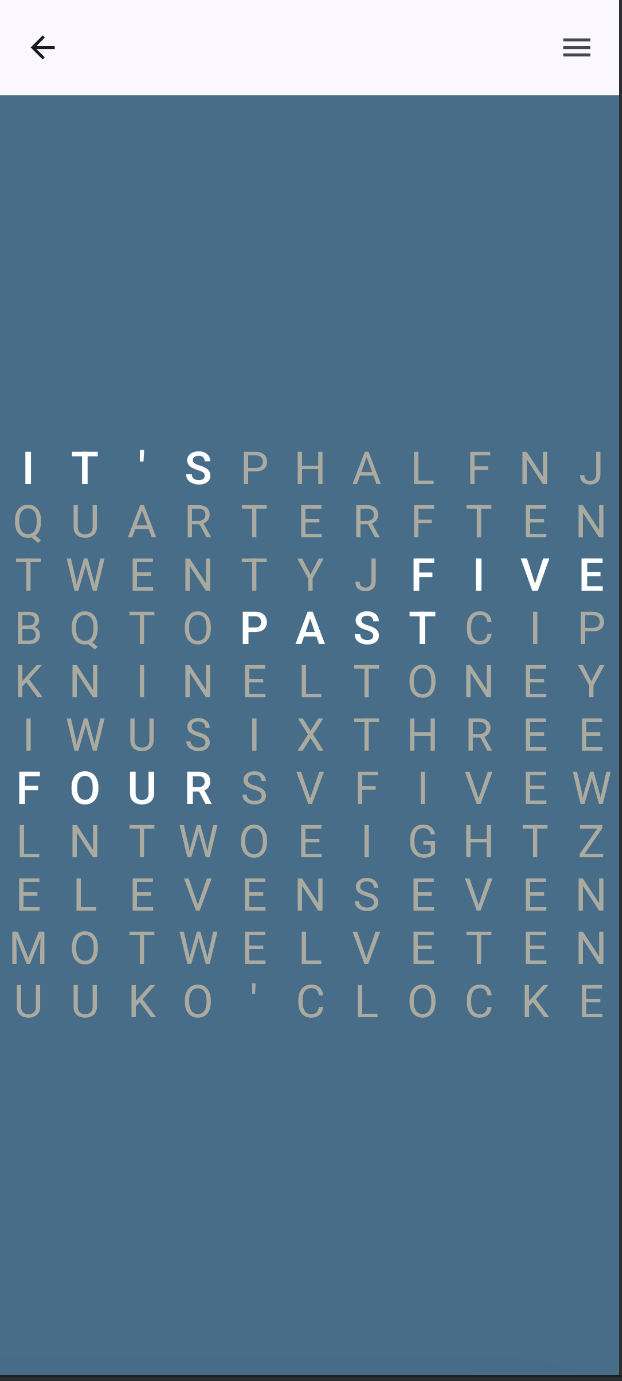 I T ' S P H A L F N J
Q U A R T E R F T E N
T W E N T Y J F I V E
B Q T O P A S T C I P
K N I N E L T O N E Y
I W U S I X T H R E E
F O U R S V F I V E W
L N T W O E I G H T Z
E L E V E N S E V E N
M O T W E L V E T E N
U U K O ' C L O C K E